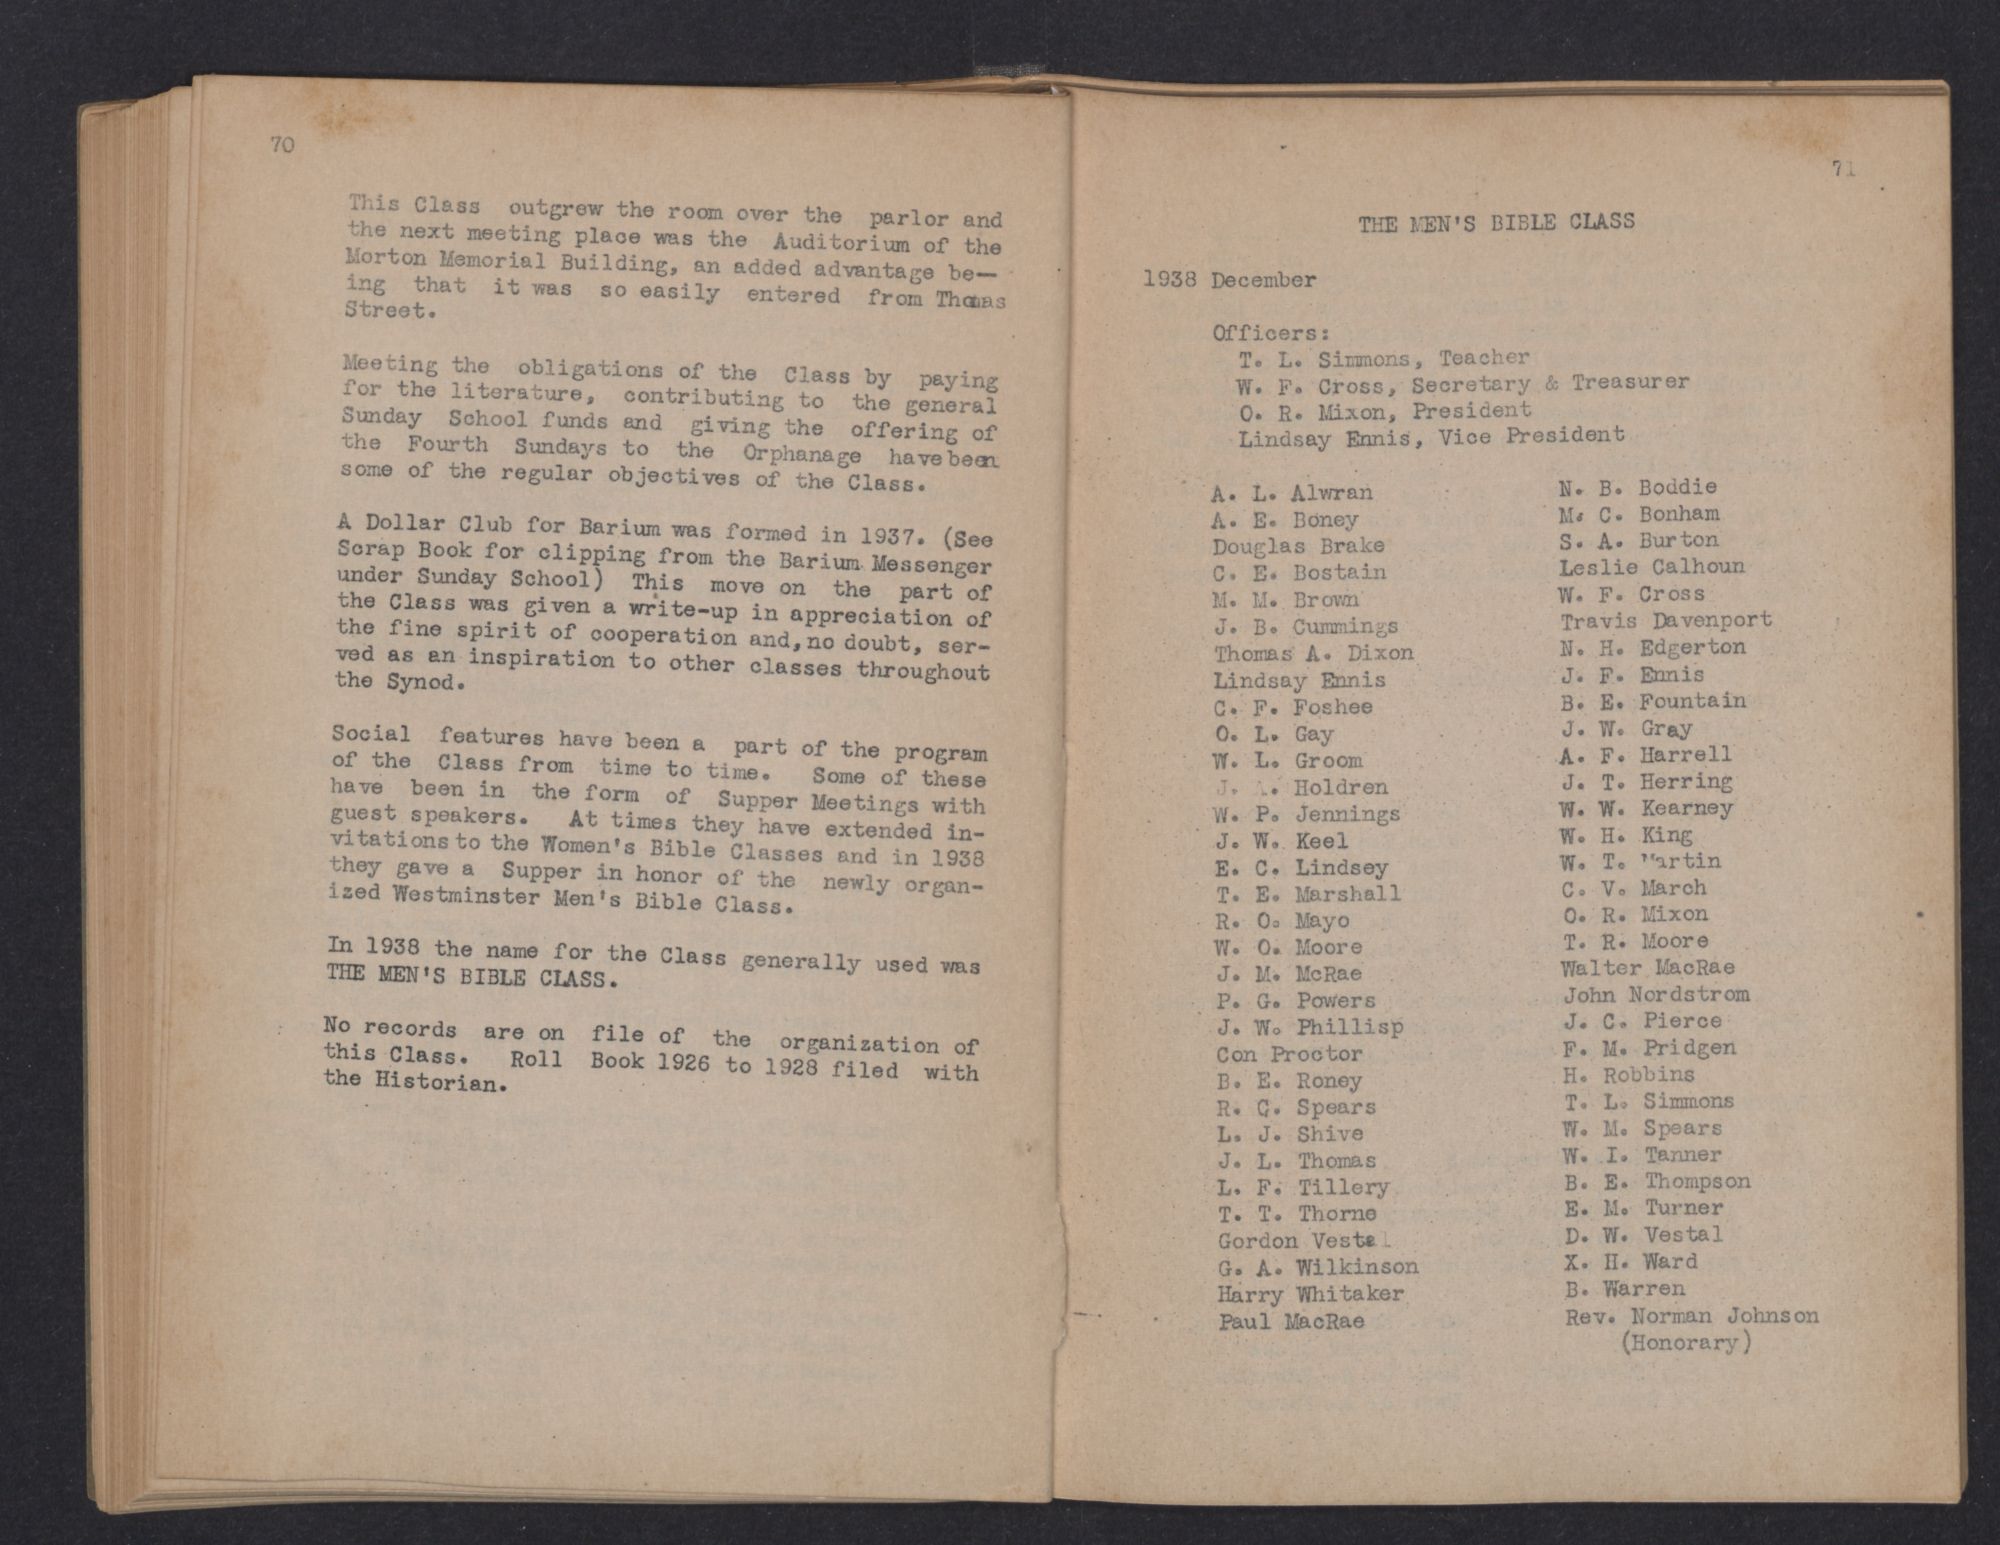 70
This Class outgrew the room over the parlor and
the next meeting place was the Auditorium of the
Morton Memorial Building, an added advantage be-
ing that it was so easily entered from Thomas
Street.
Meeting the obligations of the Class by paying
for the literature, contributing to the general
Sunday School funds and giving the offering of
the Fourth Sundays to the Orphanage have been
some of the regular objectives of the Class.
A Dollar Club for Barium was formed in 1937. (See
Scrap Book for clipping from the Barium Messenger
under Sunday School) This move on the part of
the Class was given a write-up in appreciation of
the fine spirit of cooperation and, no doubt, ser-
ved as an inspiration to other classes throughout
the Synod.
Social features have been a part of the program
of the Class from time to time. Some of these
have been in the form of Supper Meetings with
guest speakers. At times they have extended in-
vitations to the Women's Bible Classes and in 1938
they gave a Supper in honor of the newly organ-
ized Westminster Men's Bible Class.
In 1938 the name for the Class generally used was
THE MEN'S BIBLE CLASS.
No records are on file of the organization of
this Class. Roll Book 1926 to 1928 filed with
the Historian.
71
THE MEN'S BIBLE CLASS
1938 December
Officers:
T. L. Simmons, Teacher
W. F. Cross, Secretary & Treasurer
O. R. Mixon, President
Lindsay Ennis, Vice President
A. L. Alwran
A. E. Boney
Douglas Brake
C. E. Bostain
M. M. Brown
J. B. Cummings
Thomas A. Dixon
Lindsay Ennis
C. F. Foshee
O. L. Gay
W. L. Groom
J. Holdren
W. P. Jennings
J. W. Keel
E. C. Lindsey
T. E. Marshall
R. O. Mayo
W. O. Moore
J. M. McRae
P. G. Powers
J. W. Phillisp
Con Proctor
B. E. Roney
R. C. Spears
L. J. Shive
J. L. Thomas
L. F. Tillery
T. T. Thorne
Gordon Vestal
G. A. Wilkinson
Harry Whitaker
Paul MacRae
N. B. Boddie
M. C. Bonham
S. A. Burton
Leslie Calhoun
W. F. Cross
Travis Davenport
N. H. Edgerton
J. F. Ennis
B. E. Fountain
J. W. Gray
A. F. Harrell
J. T. Herring
W. W. Kearney
W. H. King
W. T. Martin
C. V. March
O. R. Mixon
T. R. Moore
Walter MacRae
John Nordstrom
J. C. Pierce
F. M. Pridgen
H. Robbins
T. L. Simmons
W. M. Spears
W. I. Tanner
B. E. Thompson
E. M. Turner
D. W. Vestal
X. H. Ward
B. Warren
Rev. Norman Johnson
(Honorary)